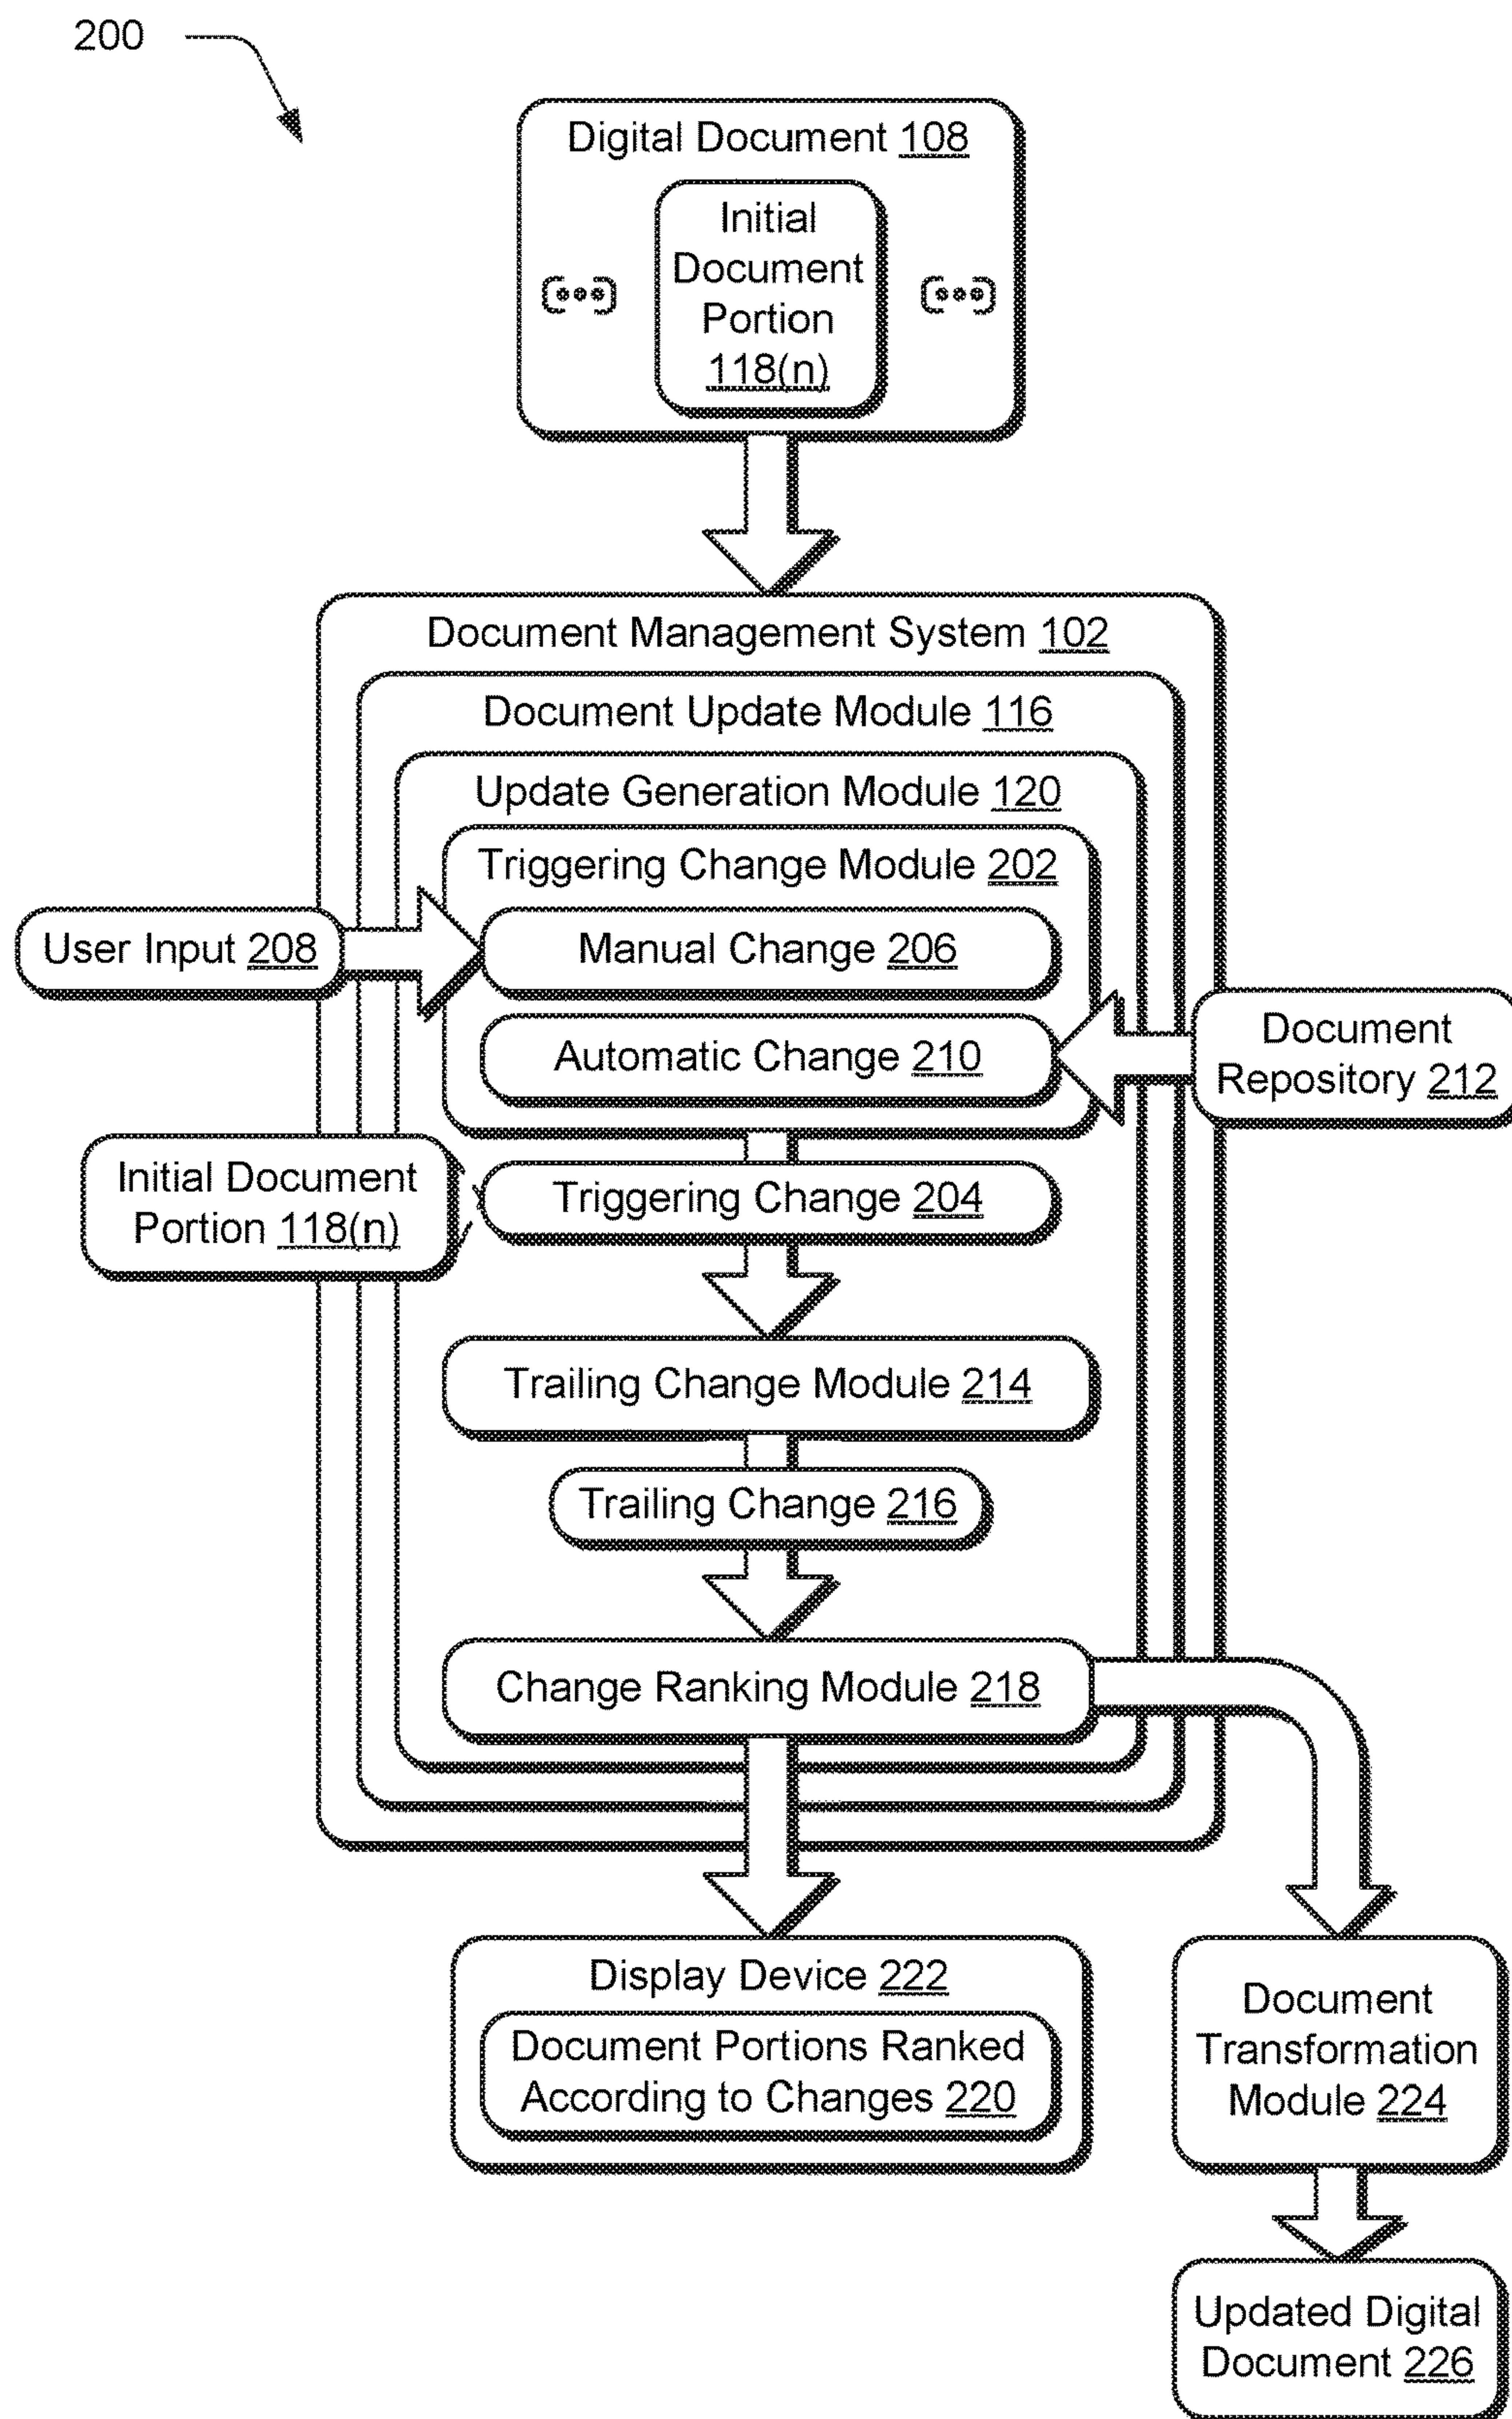 200
Digital Document 108
Initial
Document
Portion
118(n)
Document Management System 102
Document Update Module 116
Update Generation Module 120
Triggering Change Module 202
User Input 208
Manual Change 206
Automatic Change 210
Document
Repository 212
Initial Document
Portion 118(n)
Triggering Change 204
Trailing Change Module 214
Trailing Change 216
Change Ranking Module 218
Display Device 222
Document Portions Ranked
According to Changes 220
Document
Transformation
Module 224
Updated Digital
Document 226